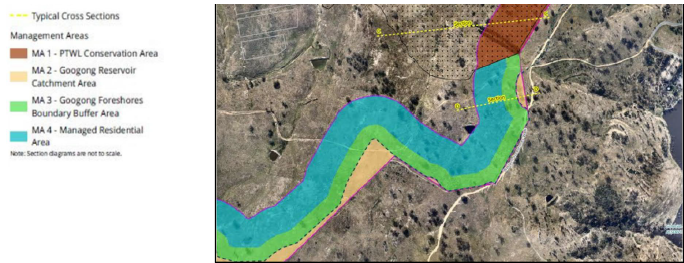 Typical Cross Sections
Management Areas
MA 1 - PTWL Conservation Area
MA 2 - Googong Reservoir
Catchment Area
MA 3 - Googong Foreshores
Boundary Buffer Area
MA 4 - Managed Residential
Area
Note: Section diagrams are not to scale.